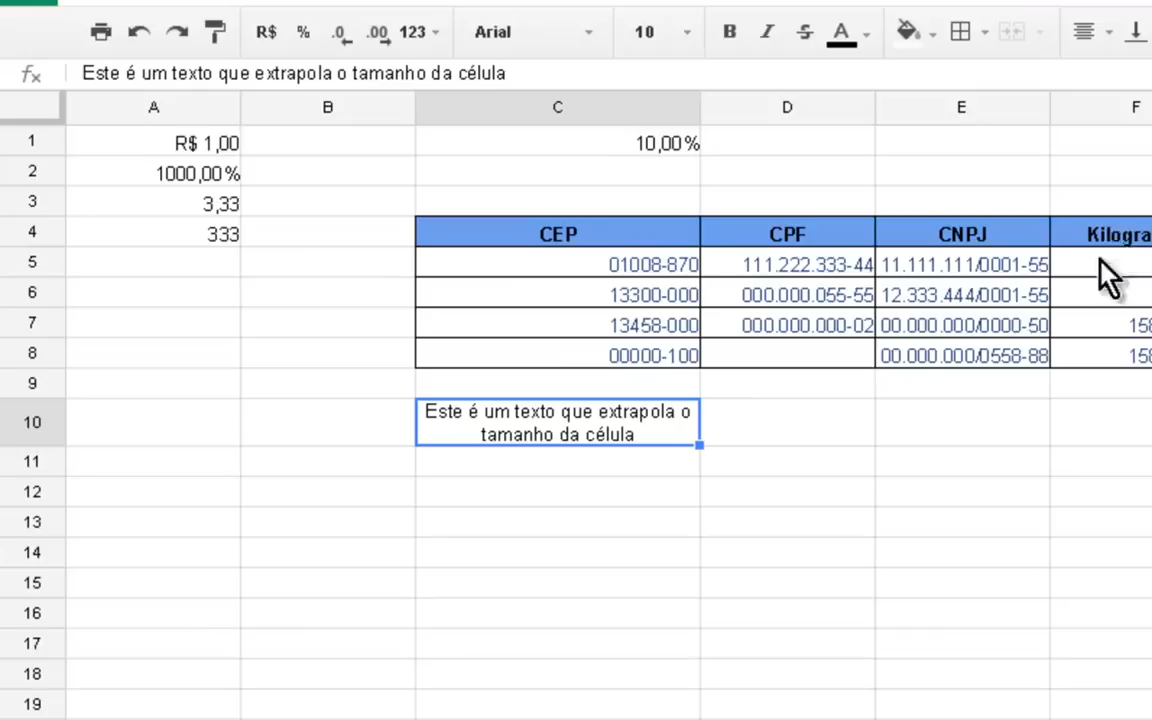 R$ % .0 .00 123 Arial 10 B I S A
fx Este é um texto que extrapola o tamanho da célula
A B C D E F
1 R$ 1,00 10,00%
2 1000,00%
3 3,33
4 333 CEP CPF CNPJ Kilogra
5 01008-870 111.222.333-44 11.111.111/0001-55
6 13300-000 000.000.055-55 12.333.444/0001-55
7 13458-000 000.000.000-02 00.000.000/0000-50 158
8 00000-100 00.000.000/0558-88 158
9
10 Este é um texto que extrapola o
tamanho da célula
11
12
13
14
15
16
17
18
19